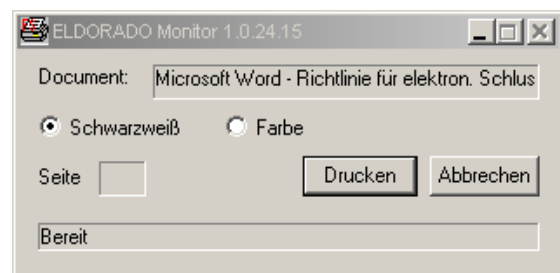 ELDORADO Monitor 1.0.24.15
Document: Microsoft Word - Richtlinie für elektron. Schlus
Schwarzweiß Farbe
Seite Drucken Abbrechen
Bereit